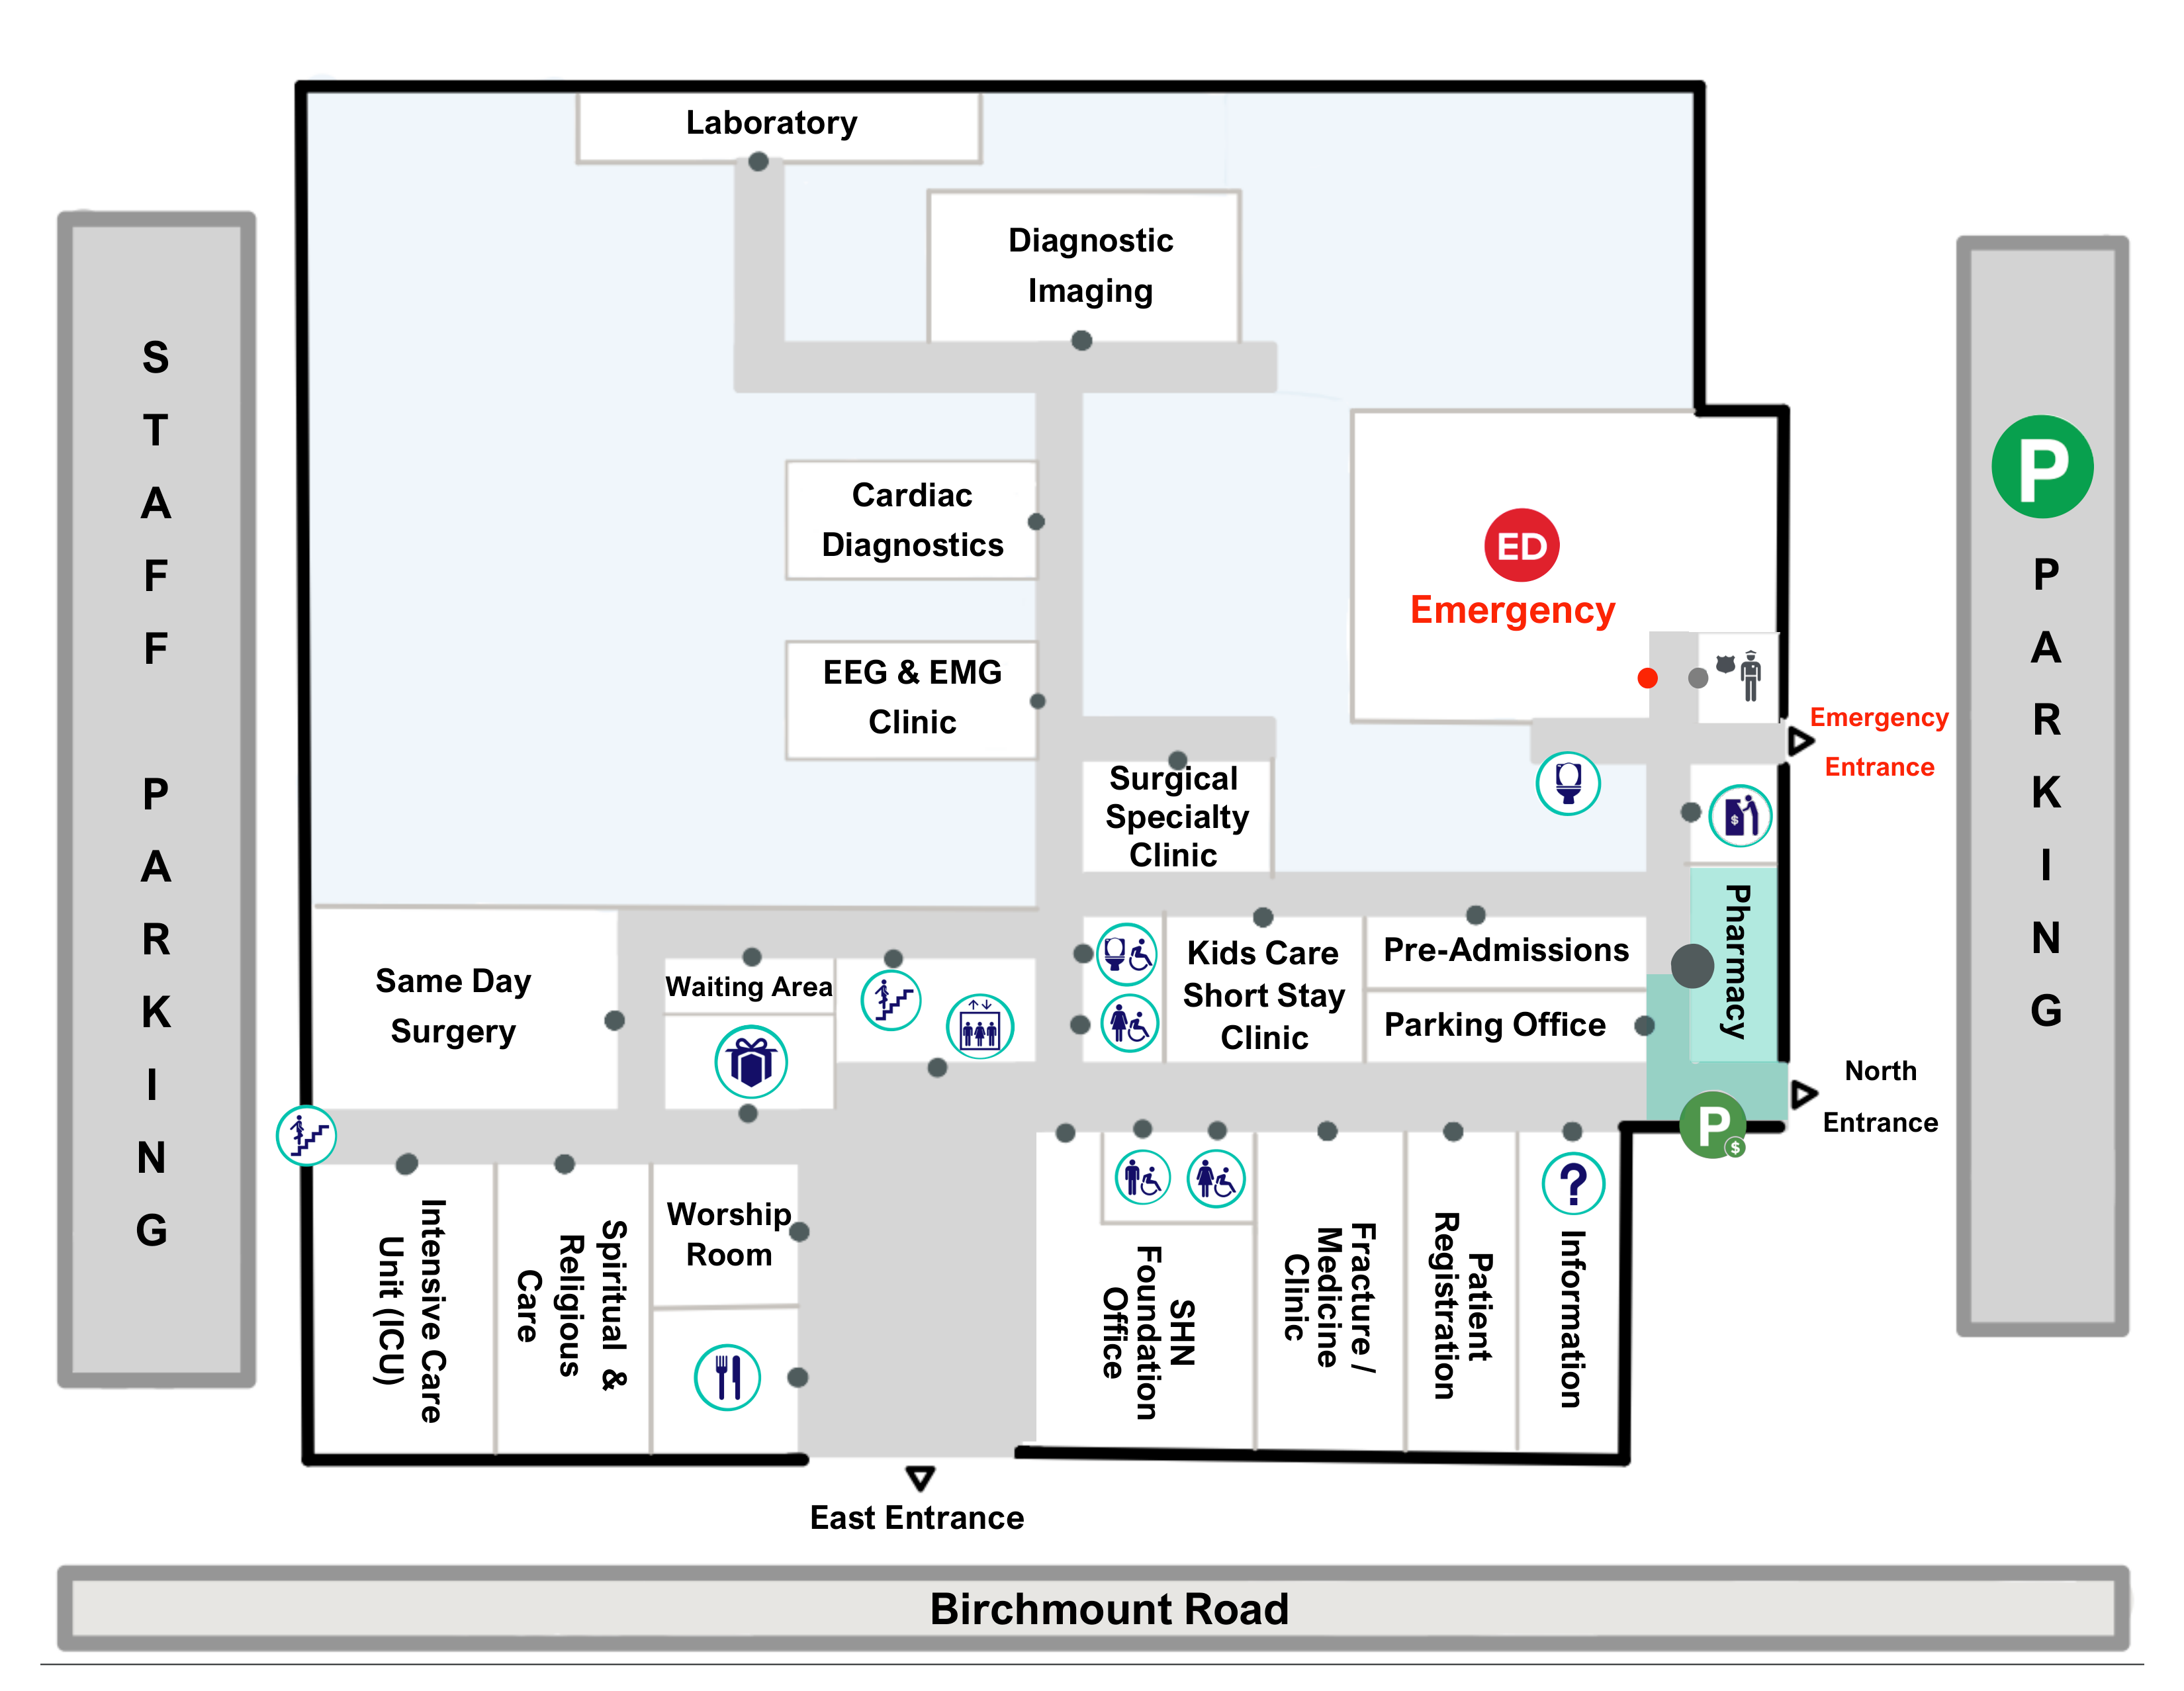 Laboratory
Diagnostic
Imaging
STAFF PARKING
P
PARKING
Cardiac
Diagnostics
ED
Emergency
EEG & EMG
Clinic
Emergency
Entrance
Surgical
Specialty
Clinic
$
Pharmacy
Same Day
Surgery
Waiting Area
Kids Care
Short Stay
Clinic
Pre-Admissions
Parking Office
North
Entrance
P
$
Intensive Care
Unit (ICU)
Spiritual &
Religious
Care
Worship
Room
SHN
Foundation
Office
Fracture /
Medicine
Clinic
Patient
Registration
?
Information
East Entrance
Birchmount Road